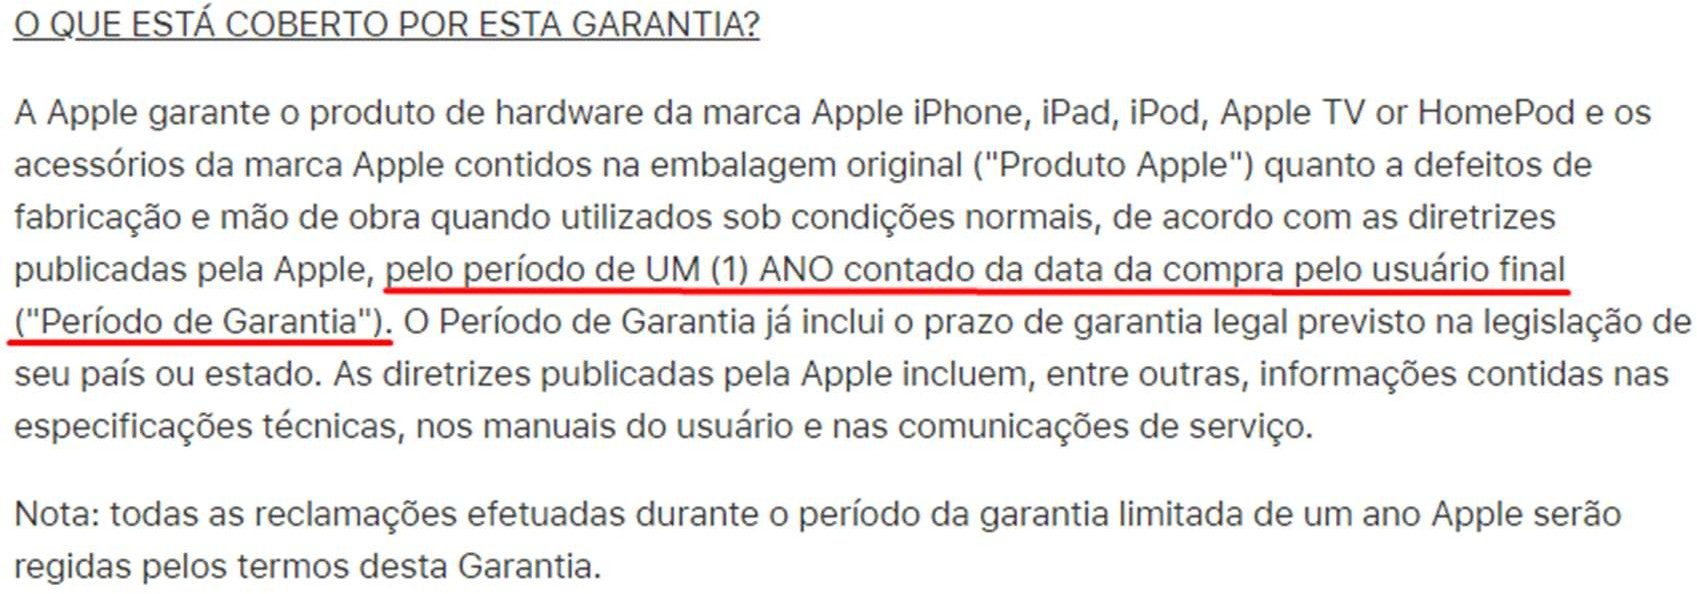 O QUE ESTÁ COBERTO POR ESTA GARANTIA?
A Apple garante o produto de hardware da marca Apple iPhone, iPad, iPod, Apple TV or HomePod e os
acessórios da marca Apple contidos na embalagem original ("Produto Apple") quanto a defeitos de
fabricação e mão de obra quando utilizados sob condições normais, de acordo com as diretrizes
publicadas pela Apple, pelo período de UM (1) ANO contado da data da compra pelo usuário final
("Período de Garantia"). O Período de Garantia já inclui o prazo de garantia legal previsto na legislação de
seu país ou estado. As diretrizes publicadas pela Apple incluem, entre outras, informações contidas nas
especificações técnicas, nos manuais do usuário e nas comunicações de serviço.
Nota: todas as reclamações efetuadas durante o período da garantia limitada de um ano Apple serão
regidas pelos termos desta Garantia.